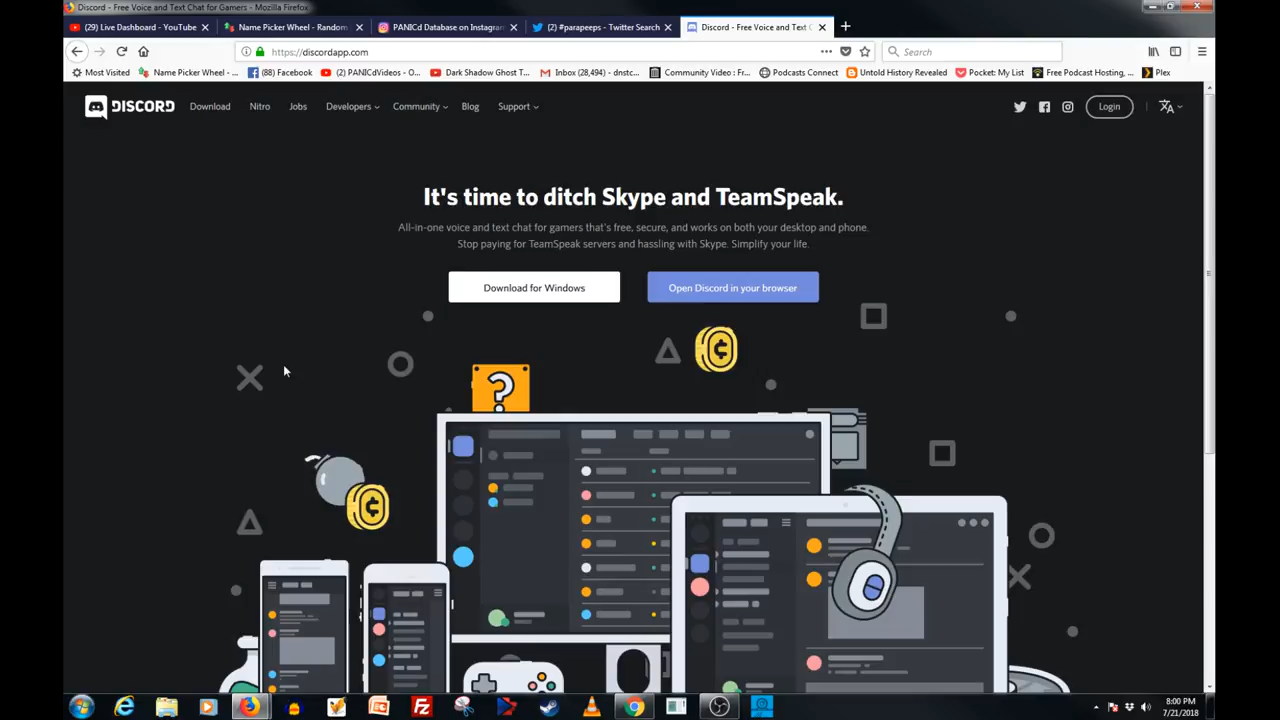 Discord - Free Voice and Text Chat for Gamers - Mozilla Firefox
(29) Live Dashboard - YouTube
Name Picker Wheel - Random
PANICd Database on Instagram
(2) #parapeeps - Twitter Search
Discord - Free Voice and Text C
https://discordapp.com
Search
Most Visited
Name Picker Wheel - ...
(88) Facebook
(2) PANICdVideos - O...
Dark Shadow Ghost T...
Inbox (28,494) - dnstc...
Community Video : Fr...
Podcasts Connect
Untold History Revealed
Pocket: My List
Free Podcast Hosting, ...
Plex
DISCORD
Download
Nitro
Jobs
Developers
Community
Blog
Support
Login
It's time to ditch Skype and TeamSpeak.
All-in-one voice and text chat for gamers that's free, secure, and works on both your desktop and phone.
Stop paying for TeamSpeak servers and hassling with Skype. Simplify your life.
Download for Windows
Open Discord in your browser
8:00 PM
7/21/2018